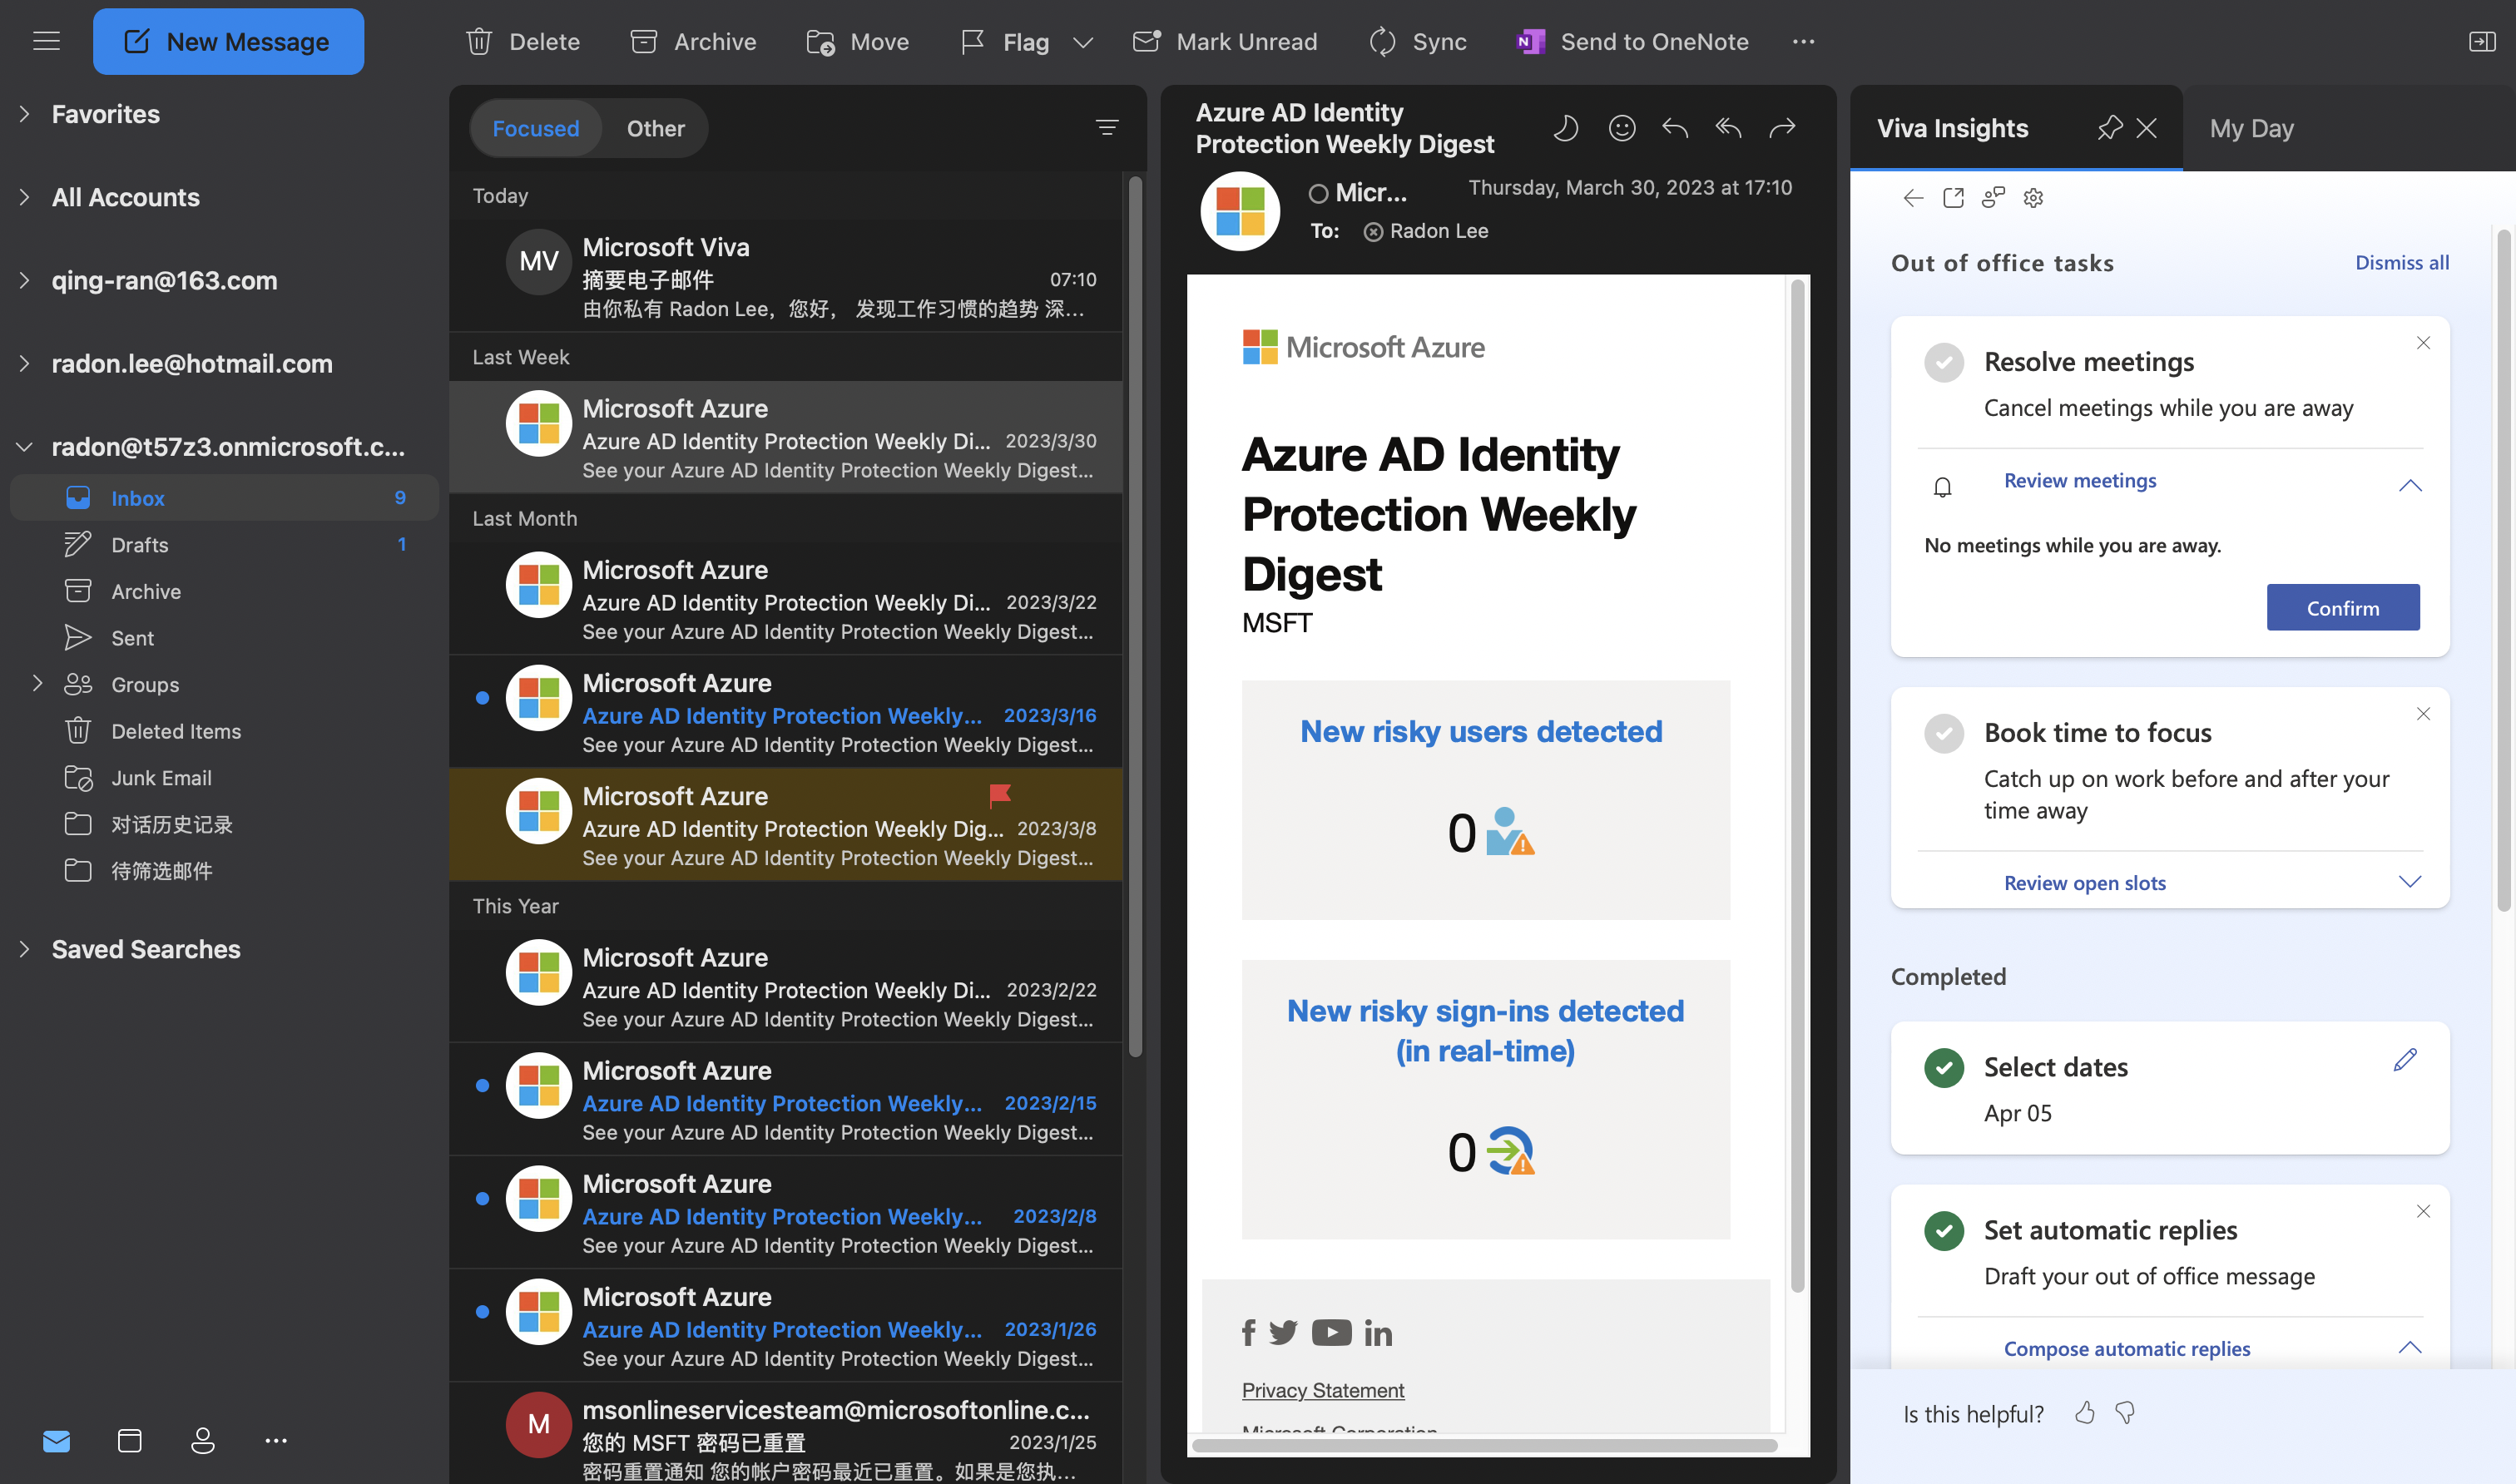 New Message
Delete
Archive
Move
Flag
Mark Unread
Sync
Send to OneNote
Favorites
All Accounts
qing-ran@163.com
radon.lee@hotmail.com
radon@t57z3.onmicrosoft.c...
Inbox 9
Drafts 1
Archive
Sent
Groups
Deleted Items
Junk Email
对话历史记录
待筛选邮件
Saved Searches
Focused
Other
Today
MV
Microsoft Viva
摘要电子邮件 07:10
由你私有 Radon Lee，您好， 发现工作习惯的趋势 深...
Last Week
Microsoft Azure
Azure AD Identity Protection Weekly Di... 2023/3/30
See your Azure AD Identity Protection Weekly Digest...
Last Month
Microsoft Azure
Azure AD Identity Protection Weekly Di... 2023/3/22
See your Azure AD Identity Protection Weekly Digest...
Microsoft Azure
Azure AD Identity Protection Weekly... 2023/3/16
See your Azure AD Identity Protection Weekly Digest...
Microsoft Azure
Azure AD Identity Protection Weekly Dig... 2023/3/8
See your Azure AD Identity Protection Weekly Digest...
This Year
Microsoft Azure
Azure AD Identity Protection Weekly Di... 2023/2/22
See your Azure AD Identity Protection Weekly Digest...
Microsoft Azure
Azure AD Identity Protection Weekly... 2023/2/15
See your Azure AD Identity Protection Weekly Digest...
Microsoft Azure
Azure AD Identity Protection Weekly... 2023/2/8
See your Azure AD Identity Protection Weekly Digest...
Microsoft Azure
Azure AD Identity Protection Weekly... 2023/1/26
See your Azure AD Identity Protection Weekly Digest...
M
msonlineservicesteam@microsoftonline.c...
您的 MSFT 密码已重置 2023/1/25
密码重置通知 您的帐户密码最近已重置。如果是您执...
Azure AD Identity
Protection Weekly Digest
Micr... Thursday, March 30, 2023 at 17:10
To: Radon Lee
Microsoft Azure
Azure AD Identity
Protection Weekly
Digest
MSFT
New risky users detected
0
New risky sign-ins detected
(in real-time)
0
Privacy Statement
Microsoft Corporation
Viva Insights
My Day
Out of office tasks
Dismiss all
Resolve meetings
Cancel meetings while you are away
Review meetings
No meetings while you are away.
Confirm
Book time to focus
Catch up on work before and after your
time away
Review open slots
Completed
Select dates
Apr 05
Set automatic replies
Draft your out of office message
Compose automatic replies
Is this helpful?